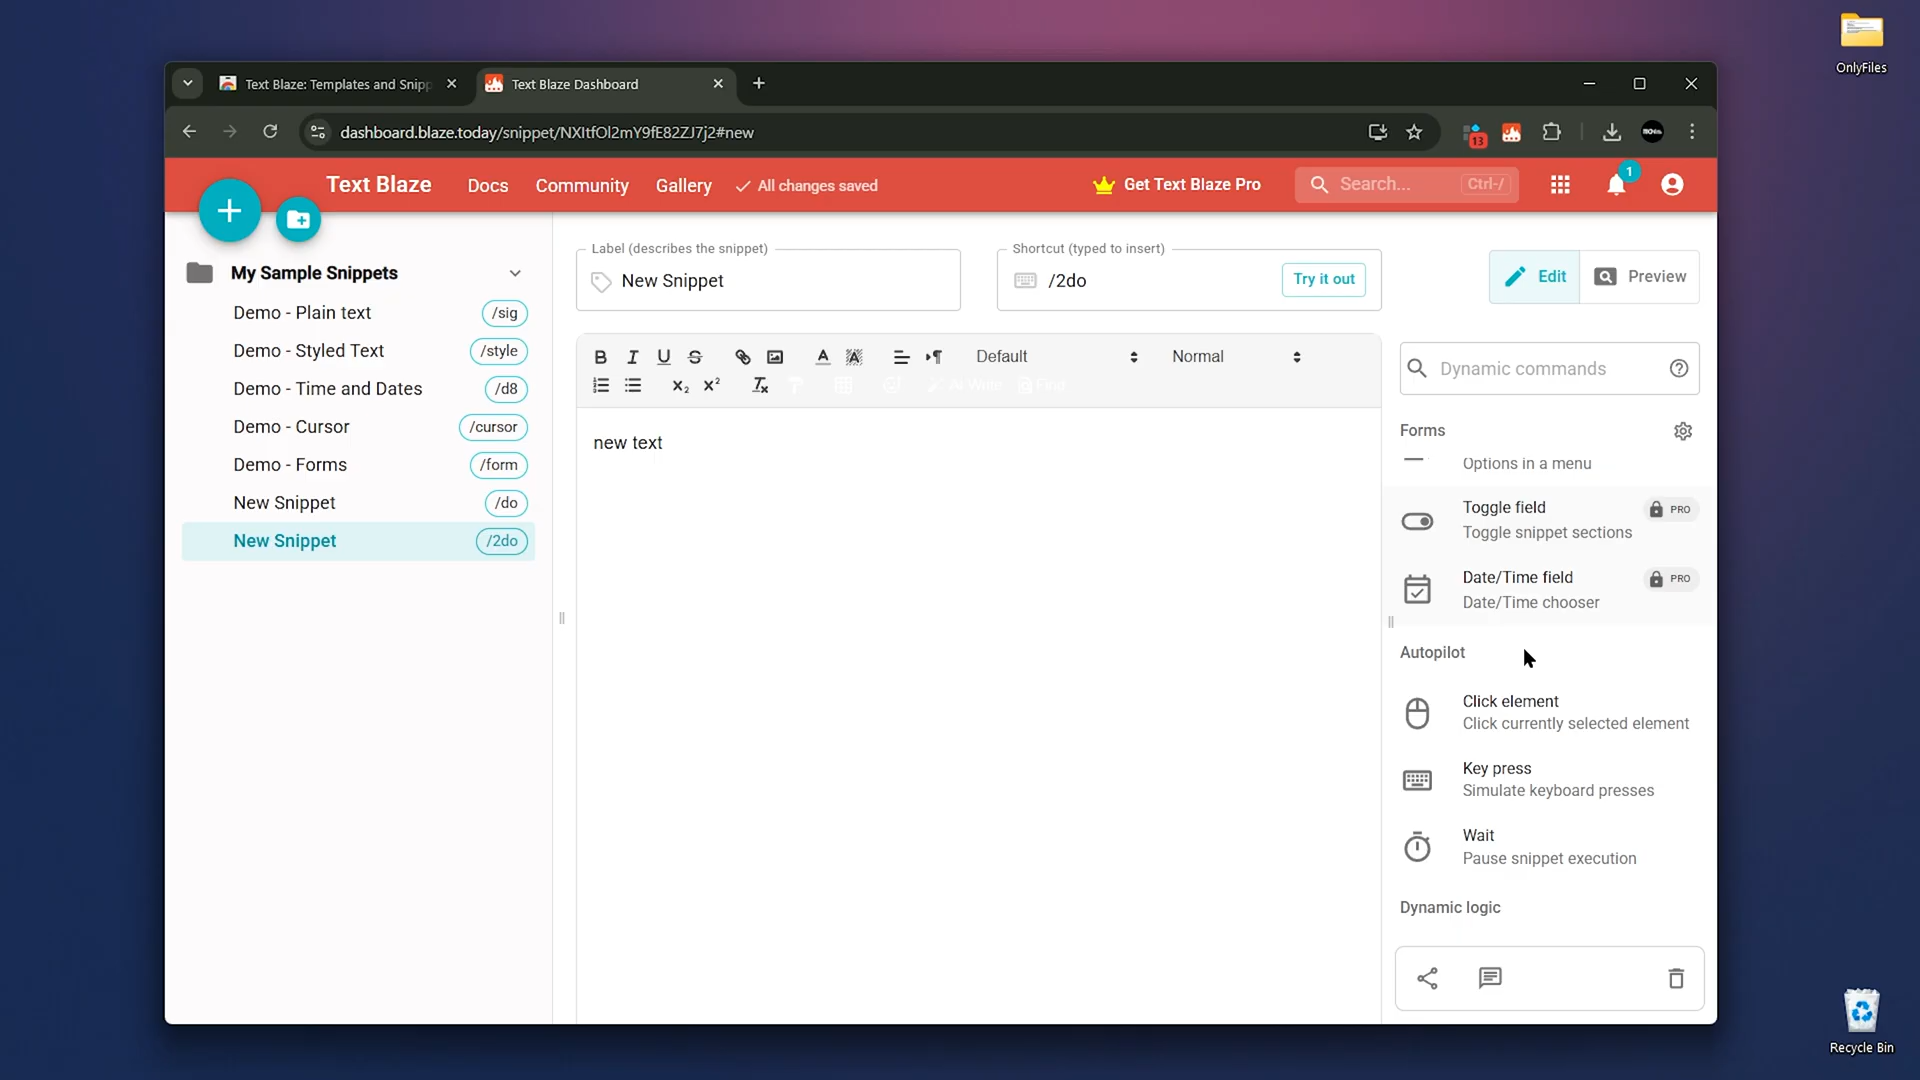 OnlyFiles
Text Blaze: Templates and Snipp
Text Blaze Dashboard
dashboard.blaze.today/snippet/NXItfOl2mY9fE82ZJ7j2#new
13
Text Blaze
Docs
Community
Gallery
All changes saved
Get Text Blaze Pro
Search...
Ctrl-/
1
My Sample Snippets
Demo - Plain text
/sig
Demo - Styled Text
/style
Demo - Time and Dates
/d8
Demo - Cursor
/cursor
Demo - Forms
/form
New Snippet
/do
New Snippet
/2do
Label (describes the snippet)
New Snippet
Shortcut (typed to insert)
/2do
Try it out
Edit
Preview
Default
Normal
AI Write
Find
new text
Dynamic commands
Forms
Options in a menu
Toggle field
PRO
Toggle snippet sections
Date/Time field
PRO
Date/Time chooser
Autopilot
Click element
Click currently selected element
Key press
Simulate keyboard presses
Wait
Pause snippet execution
Dynamic logic
Recycle Bin